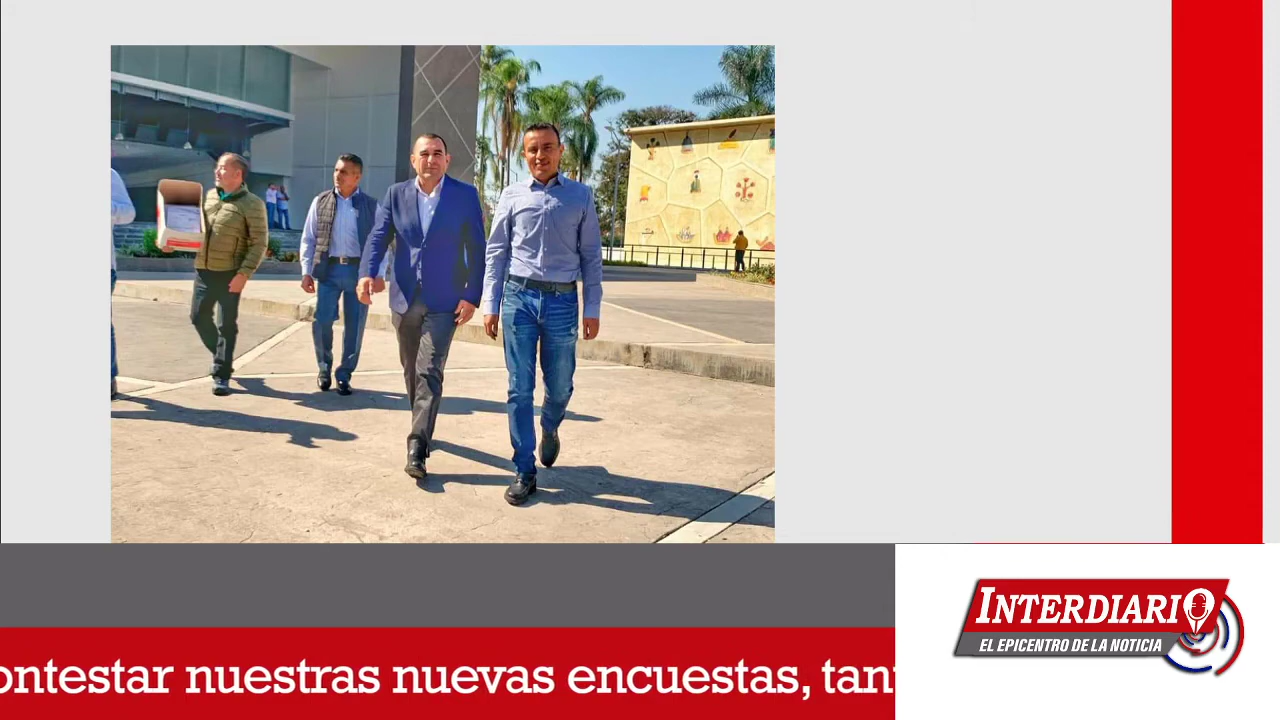 INTERDIARIO
EL EPICENTRO DE LA NOTICIA
ontestar nuestras nuevas encuestas, tan